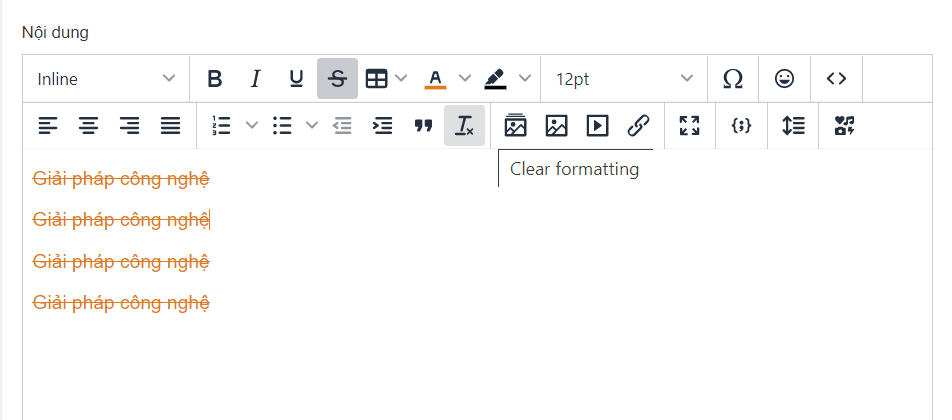 Nội dung
Inline
B I U S A 12pt Ω
Clear formatting
Giải pháp công nghệ
Giải pháp công nghệ
Giải pháp công nghệ
Giải pháp công nghệ